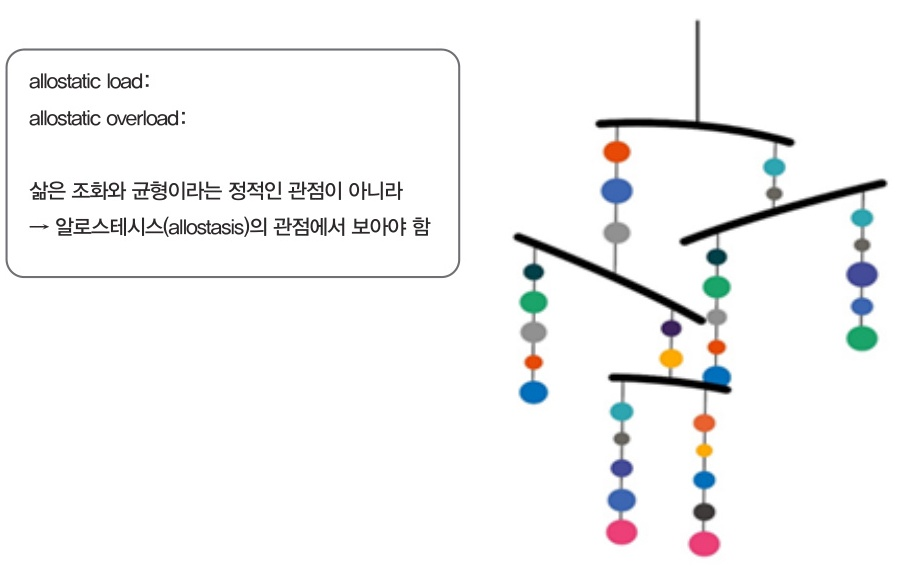 allostatic load:
allostatic overload:
삶은 조화와 균형이라는 정적인 관점이 아니라
→ 알로스테시스(allostasis)의 관점에서 보아야 함